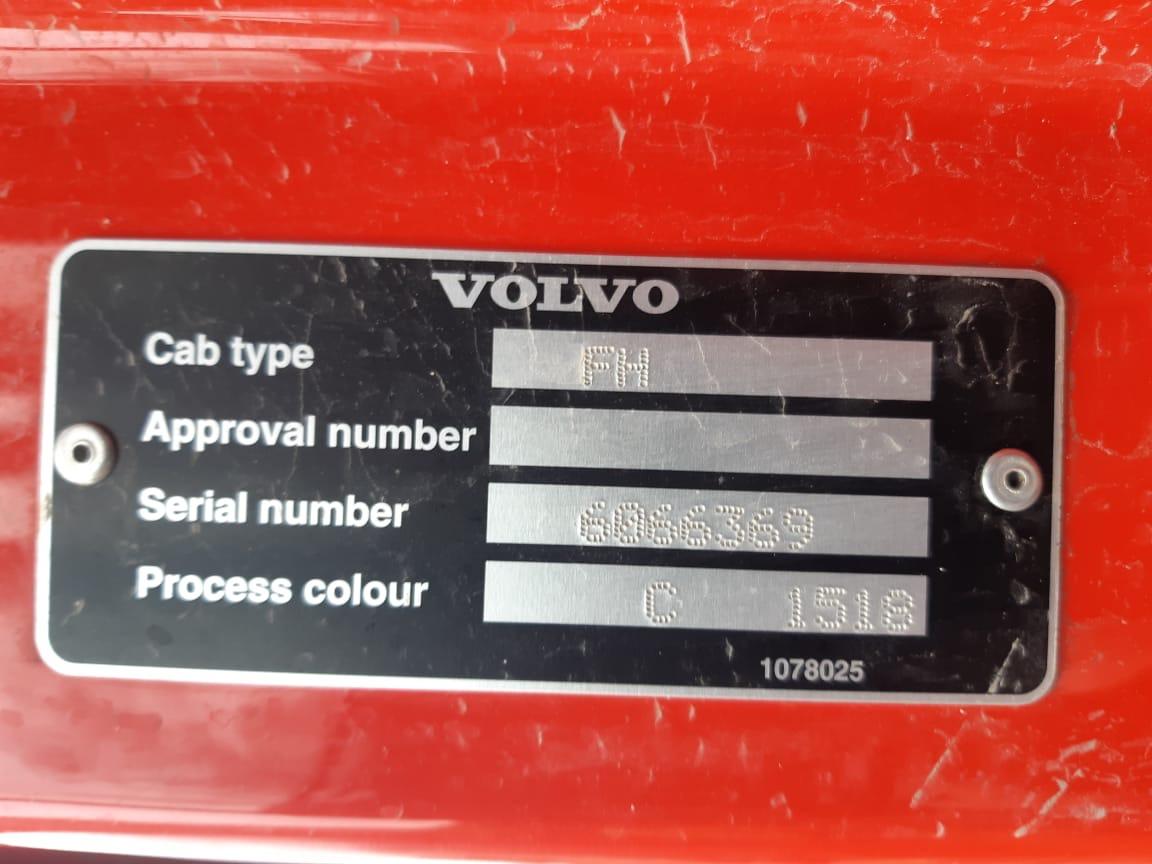 VOLVO
Cab type FH
Approval number
Serial number 6066369
Process colour C 1518
1078025